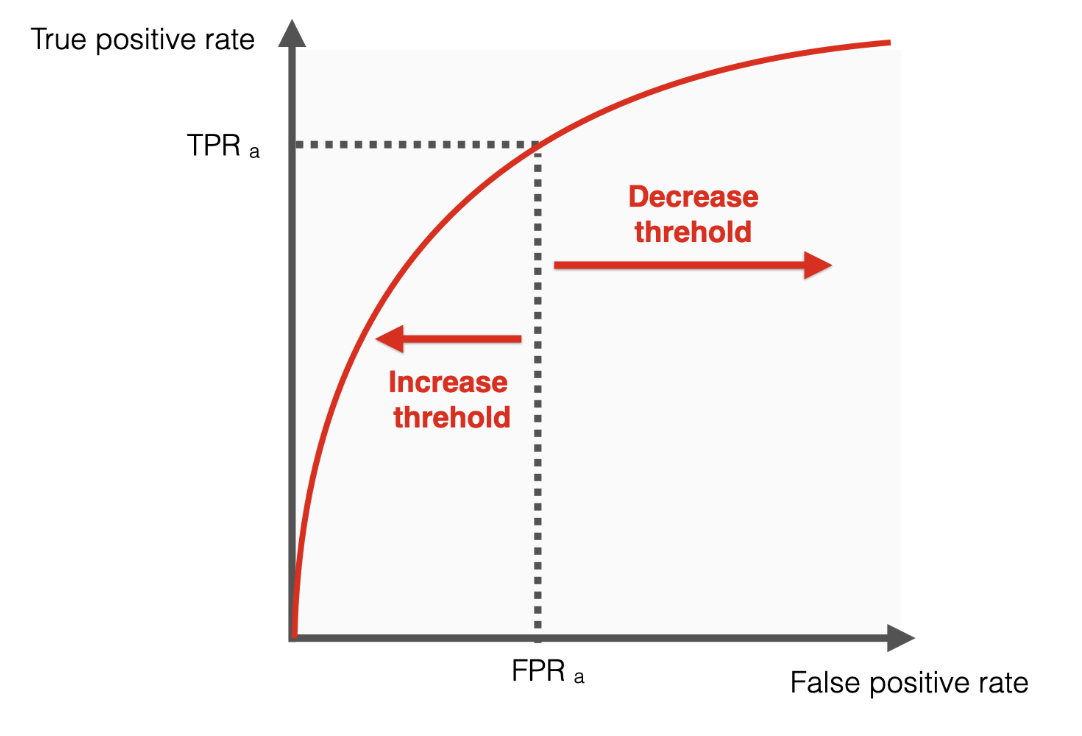 True positive rate
TPR a
Decrease
threhold
Increase
threhold
FPR a
False positive rate